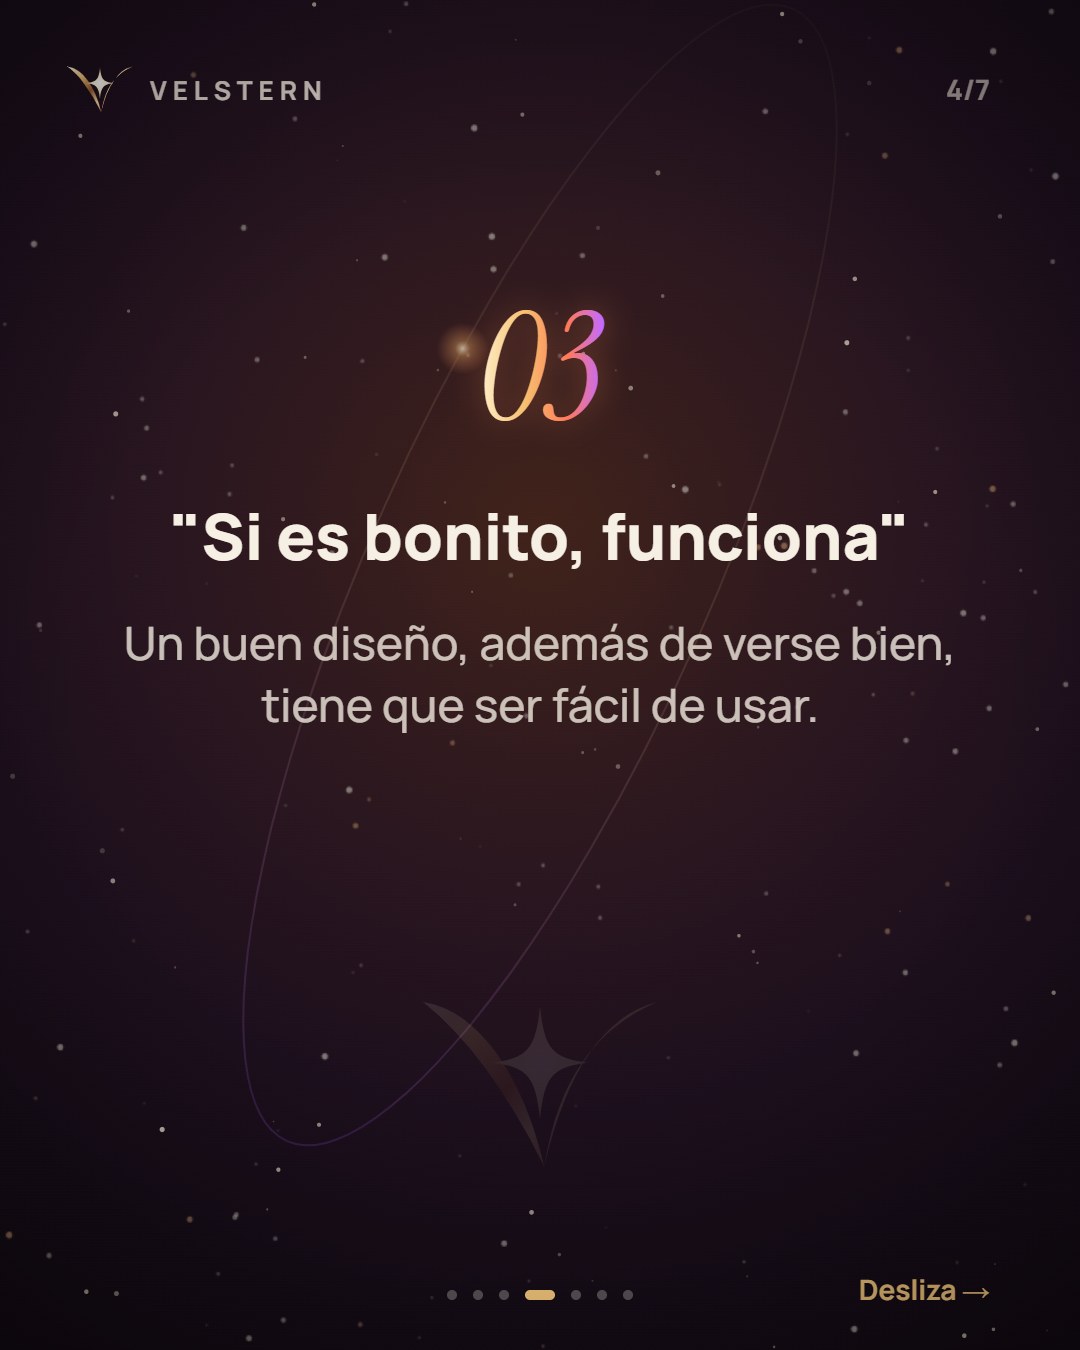 VELSTERN
4/7
03
"Si es bonito, funciona"
Un buen diseño, además de verse bien,
tiene que ser fácil de usar.
Desliza →